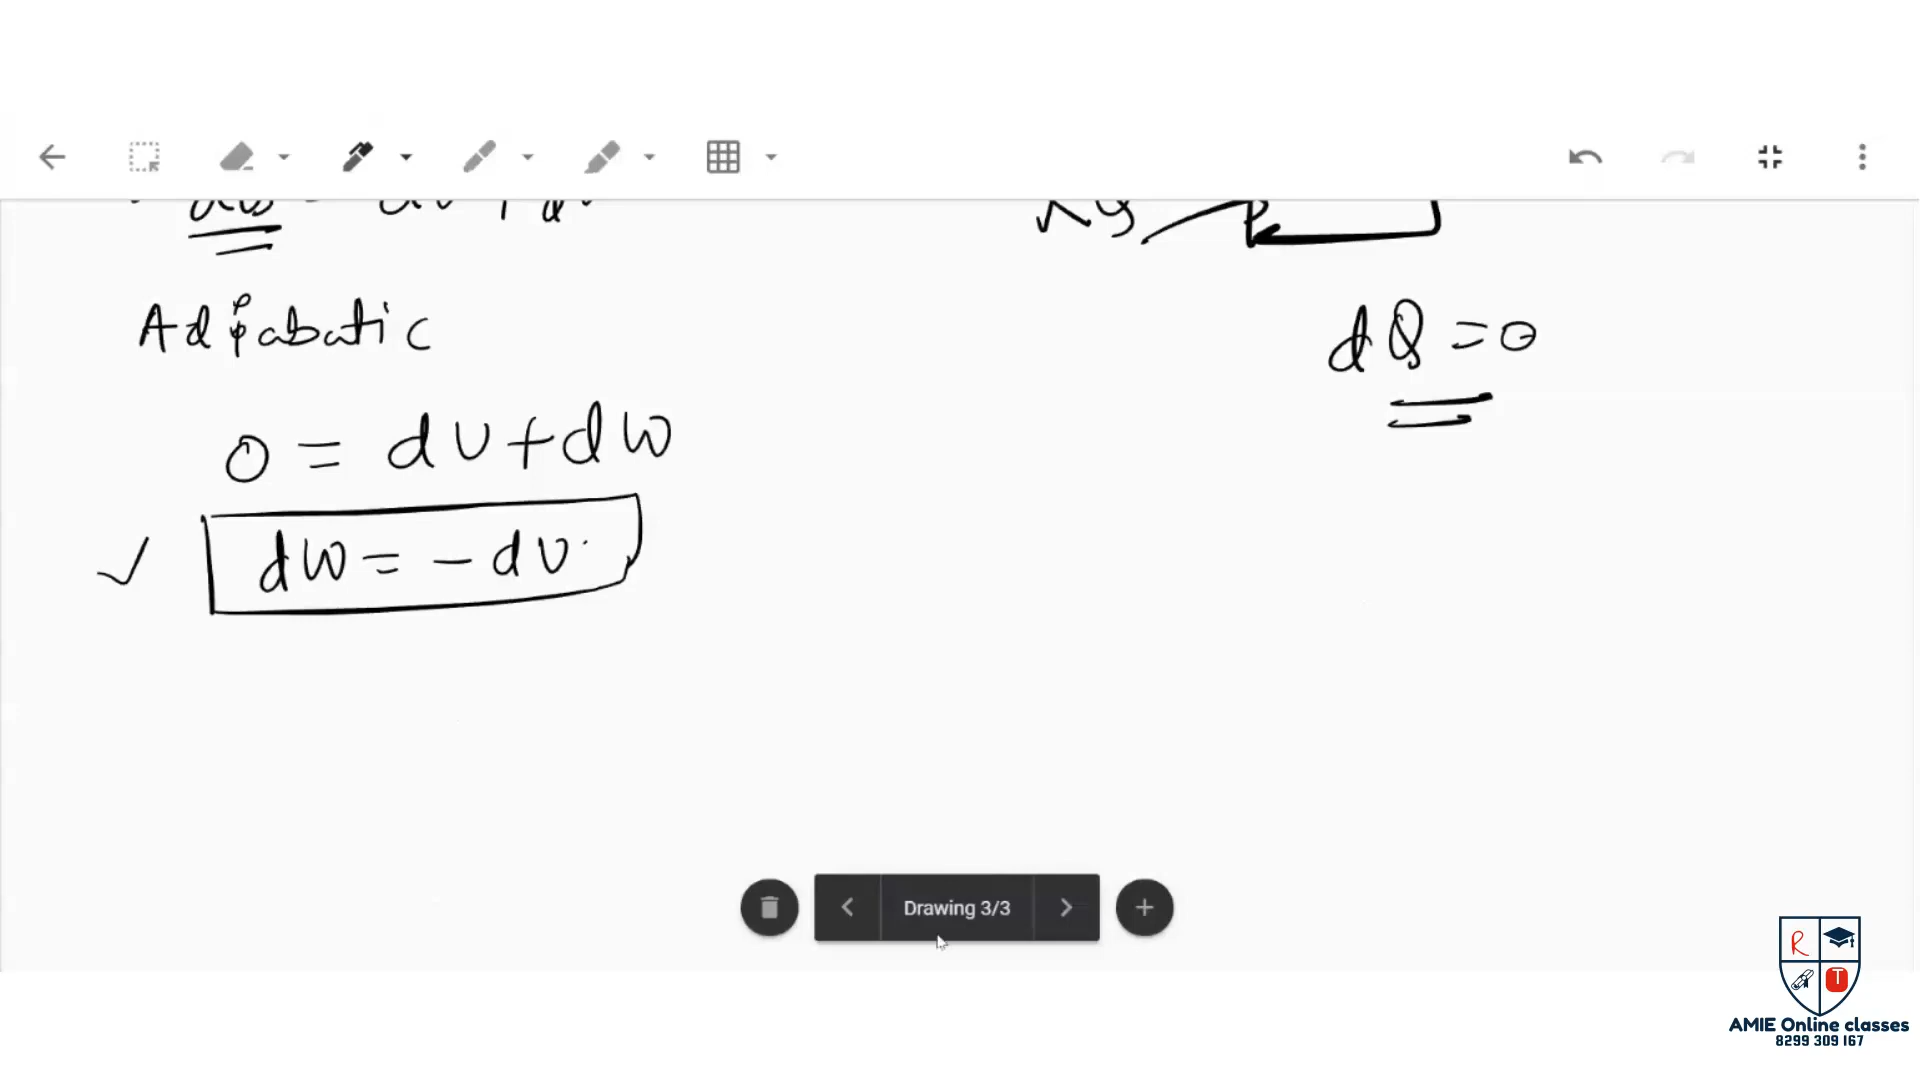 Adiabatic
dQ = 0
0 = dU + dW
dW = - dU
Drawing 3/3
R
T
AMIE Online classes
8299 309 167